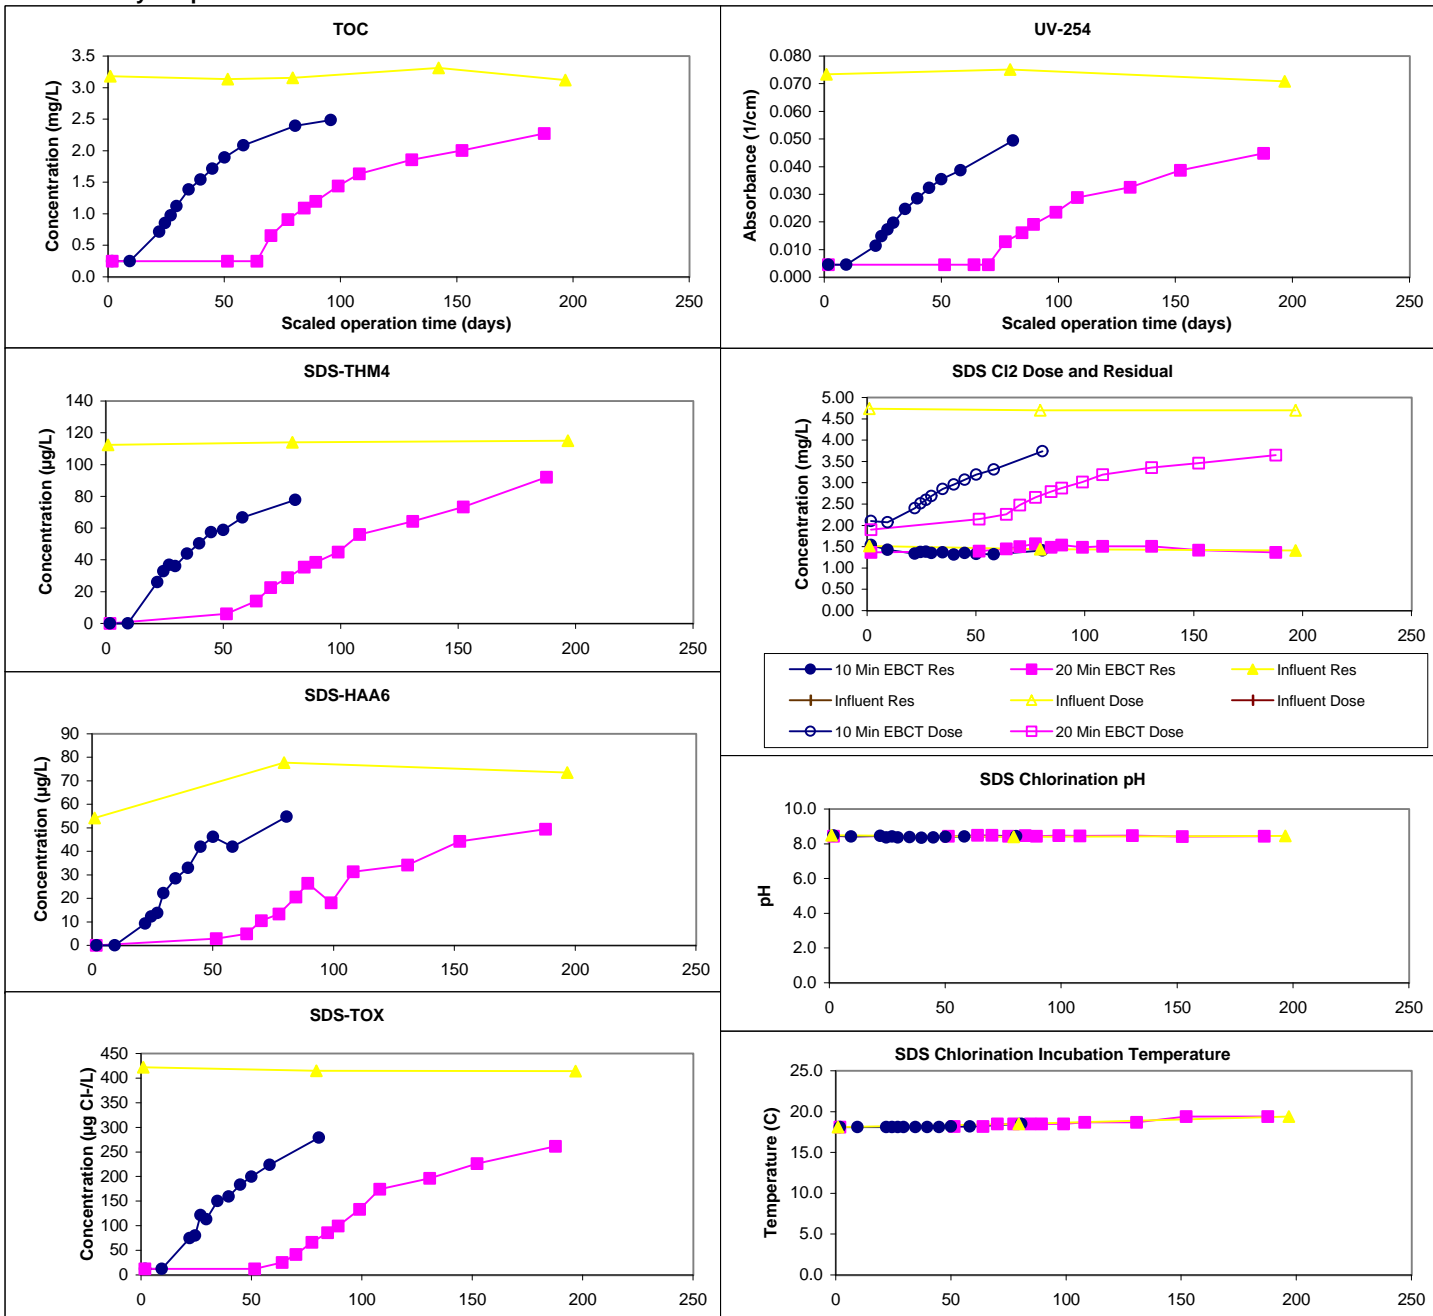 TOC
Concentration (mg/L)
3.5
3.0
2.5
2.0
1.5
1.0
0.5
0.0
0 50 100 150 200 250
Scaled operation time (days)
UV-254
Absorbance (1/cm)
0.080
0.070
0.060
0.050
0.040
0.030
0.020
0.010
0.000
0 50 100 150 200 250
Scaled operation time (days)
SDS-THM4
Concentration (µg/L)
140
120
100
80
60
40
20
0
0 50 100 150 200 250
SDS Cl2 Dose and Residual
Concentration (mg/L)
5.00
4.50
4.00
3.50
3.00
2.50
2.00
1.50
1.00
0.50
0.00
0 50 100 150 200 250
10 Min EBCT Res 20 Min EBCT Res Influent Res
Influent Res Influent Dose Influent Dose
10 Min EBCT Dose 20 Min EBCT Dose
SDS-HAA6
Concentration (µg/L)
90
80
70
60
50
40
30
20
10
0
0 50 100 150 200 250
SDS Chlorination pH
pH
10.0
8.0
6.0
4.0
2.0
0.0
0 50 100 150 200 250
SDS-TOX
Concentration (µg Cl-/L)
450
400
350
300
250
200
150
100
50
0
0 50 100 150 200 250
SDS Chlorination Incubation Temperature
Temperature (C)
25.0
20.0
15.0
10.0
5.0
0.0
0 50 100 150 200 250